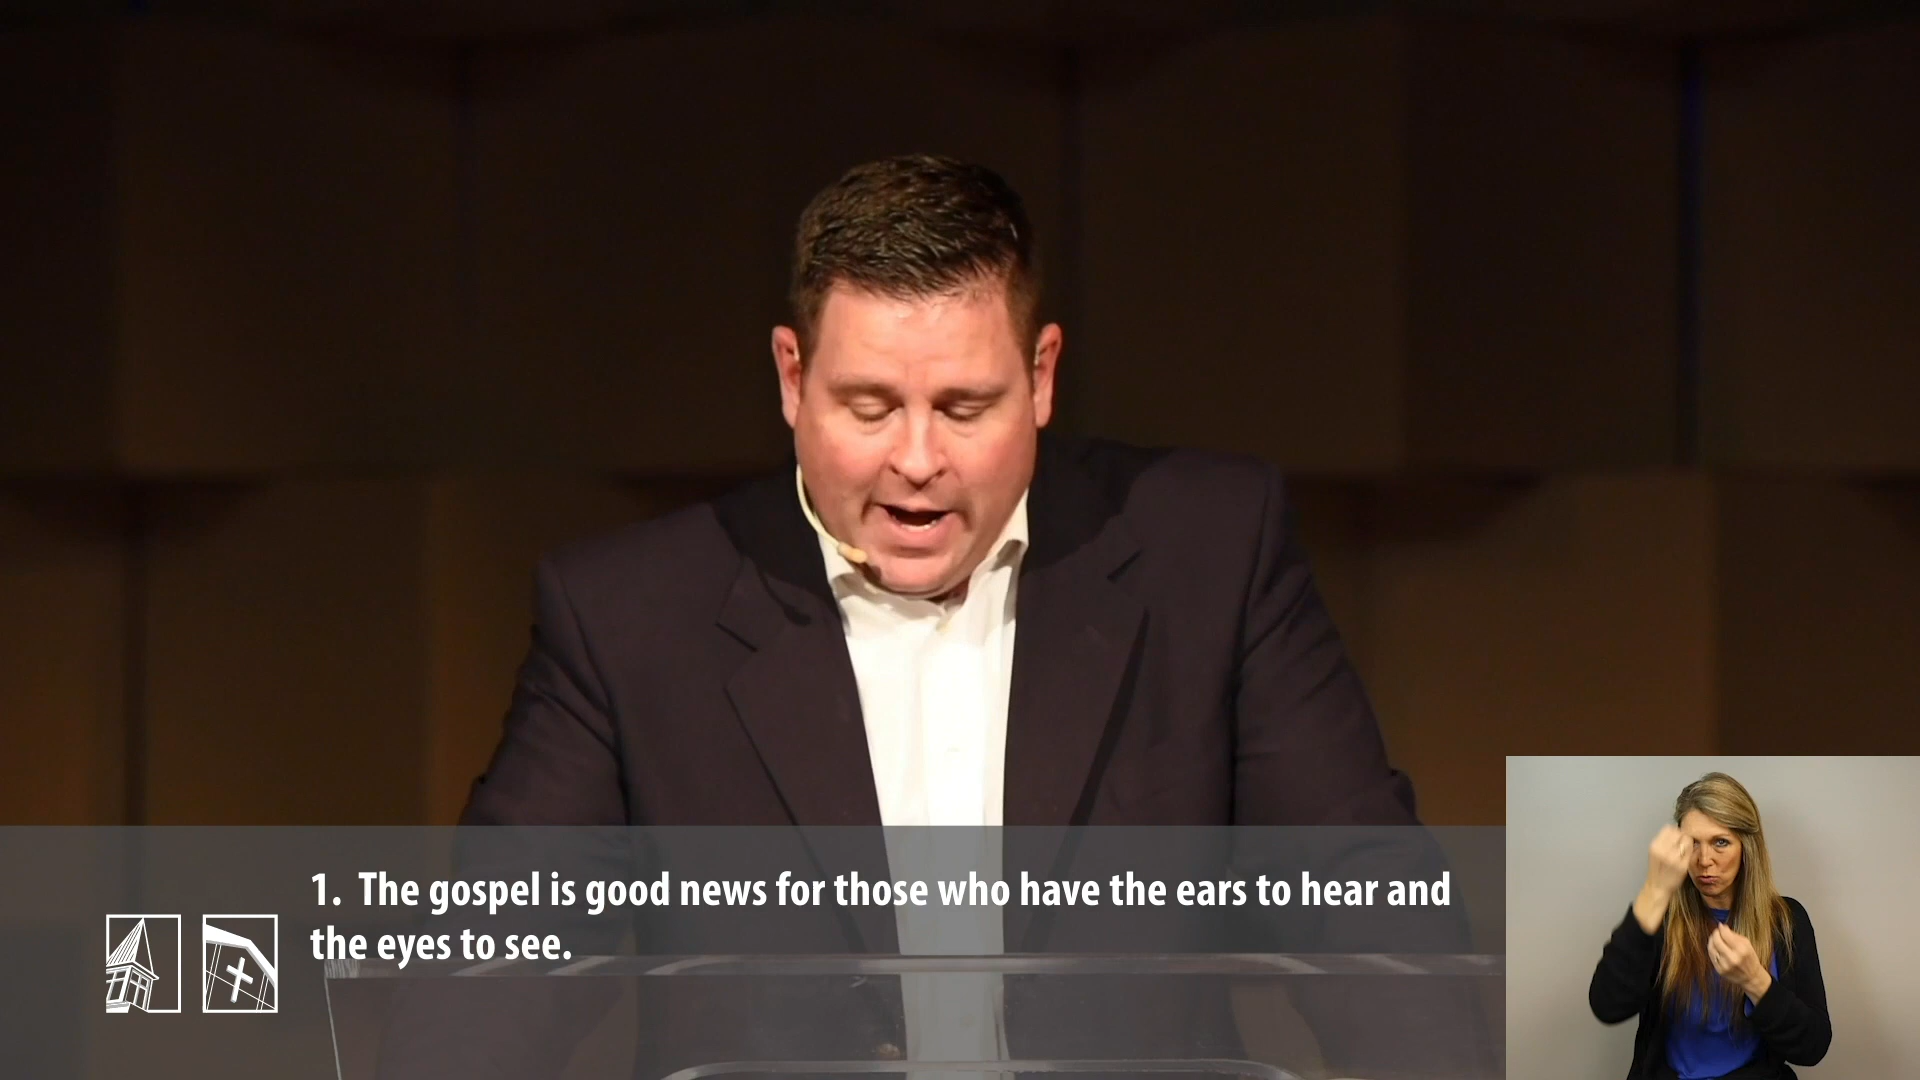 1. The gospel is good news for those who have the ears to hear and
the eyes to see.